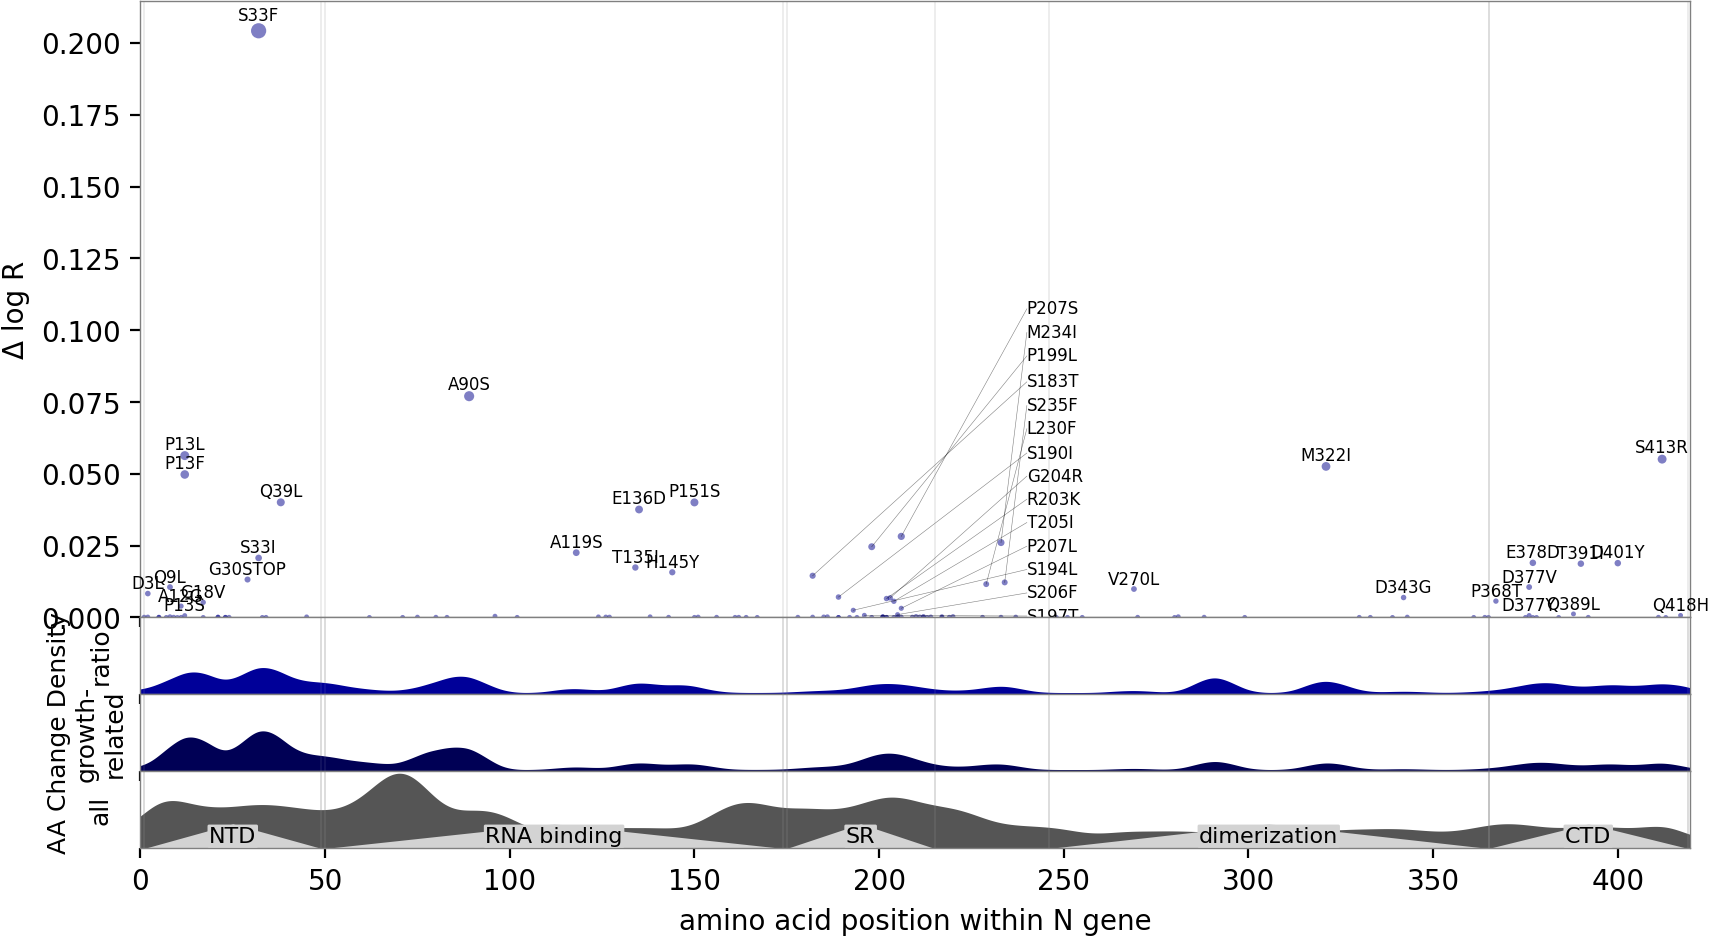 S33F
0.200
0.175
0.150
0.125
0.100
0.075
0.050
0.025
0.000
Δ log R
A90S
P13L
P13F
Q39L
S33I
G30STOP
D3L
Q9L
A12G
G18V
P13S
A119S
E136D
P151S
T135I
H145Y
P207S
M234I
P199L
S183T
S235F
L230F
S190I
G204R
R203K
T205I
P207L
S194L
S206F
S197T
V270L
M322I
S413R
D343G
E378D
T391I
D401Y
D377V
P368T
D377Y
Q389L
Q418H
AA Change Density
ratio
growth-
related
all
NTD
RNA binding
SR
dimerization
CTD
0 50 100 150 200 250 300 350 400
amino acid position within N gene